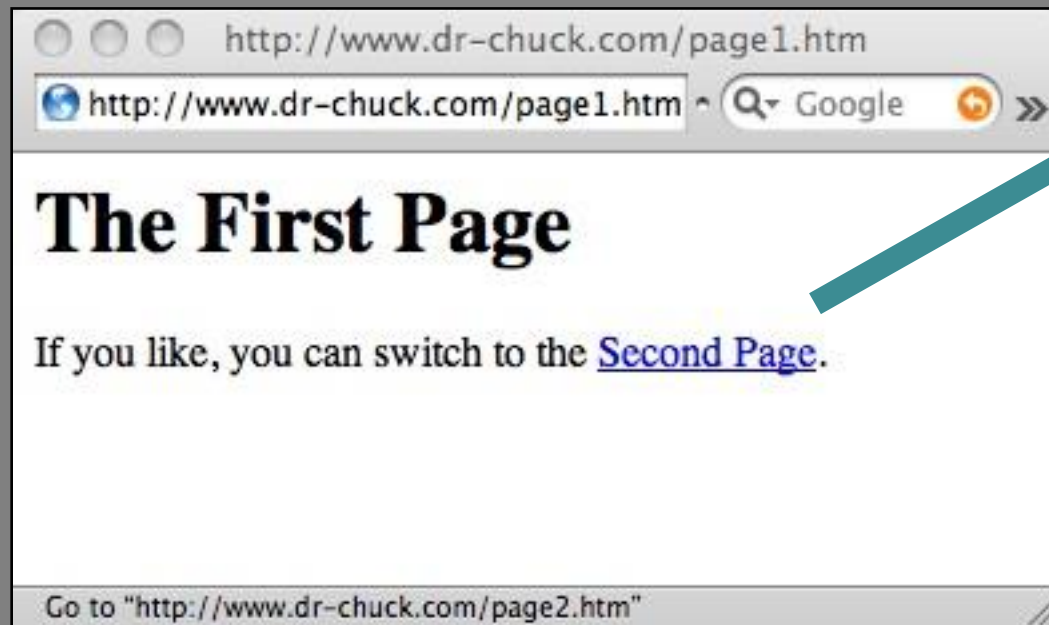 http://www.dr-chuck.com/page1.htm
http://www.dr-chuck.com/page1.htm Google
The First Page
If you like, you can switch to the Second Page.
Go to "http://www.dr-chuck.com/page2.htm"